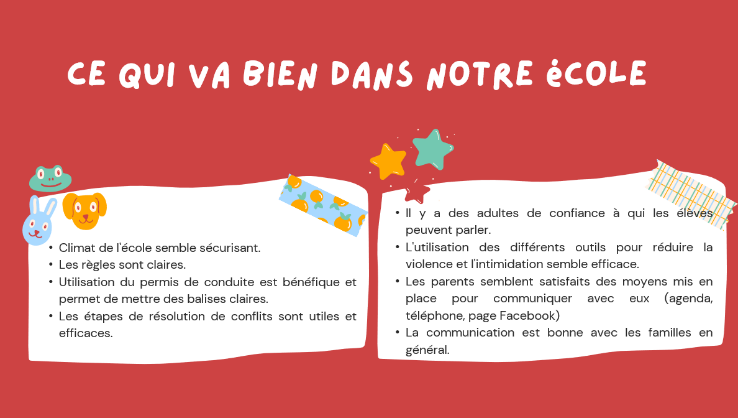 CE QUI VA BIEN DANS NOTRE éCOLE
• Climat de l'école semble sécurisant.
• Les règles sont claires.
• Utilisation du permis de conduite est bénéfique et
permet de mettre des balises claires.
• Les étapes de résolution de conflits sont utiles et
efficaces.
• Il y a des adultes de confiance à qui les élèves
peuvent parler.
• L'utilisation des différents outils pour réduire la
violence et l'intimidation semble efficace.
• Les parents semblent satisfaits des moyens mis en
place pour communiquer avec eux (agenda,
téléphone, page Facebook)
• La communication est bonne avec les familles en
général.